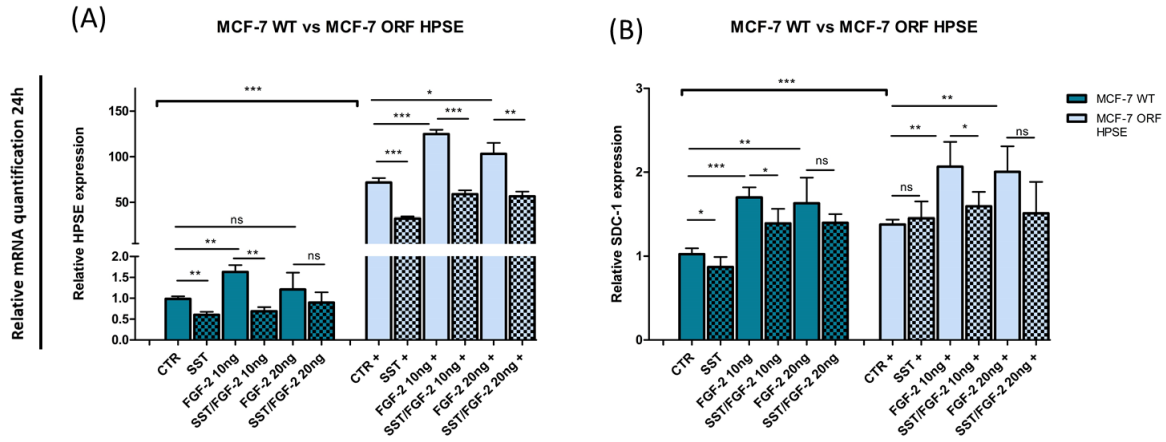 (A)
MCF-7 WT vs MCF-7 ORF HPSE
Relative mRNA quantification 24h
Relative HPSE expression
150
100
50
2.0
1.5
1.0
0.5
0.0
***
ns
**
**
**
ns
*
***
***
***
**
CTR
SST
FGF-2 10ng
SST/FGF-2 10ng
FGF-2 20ng
SST/FGF-2 20ng
CTR +
SST +
FGF-2 10ng +
SST/FGF-2 10ng +
FGF-2 20ng +
SST/FGF-2 20ng +
(B)
MCF-7 WT vs MCF-7 ORF HPSE
Relative SDC-1 expression
3
2
1
0
***
**
***
*
*
ns
**
**
*
ns
ns
CTR
SST
FGF-2 10ng
SST/FGF-2 10ng
FGF-2 20ng
SST/FGF-2 20ng
CTR +
SST +
FGF-2 10ng +
SST/FGF-2 10ng +
FGF-2 20ng +
SST/FGF-2 20ng +
MCF-7 WT
MCF-7 ORF
HPSE